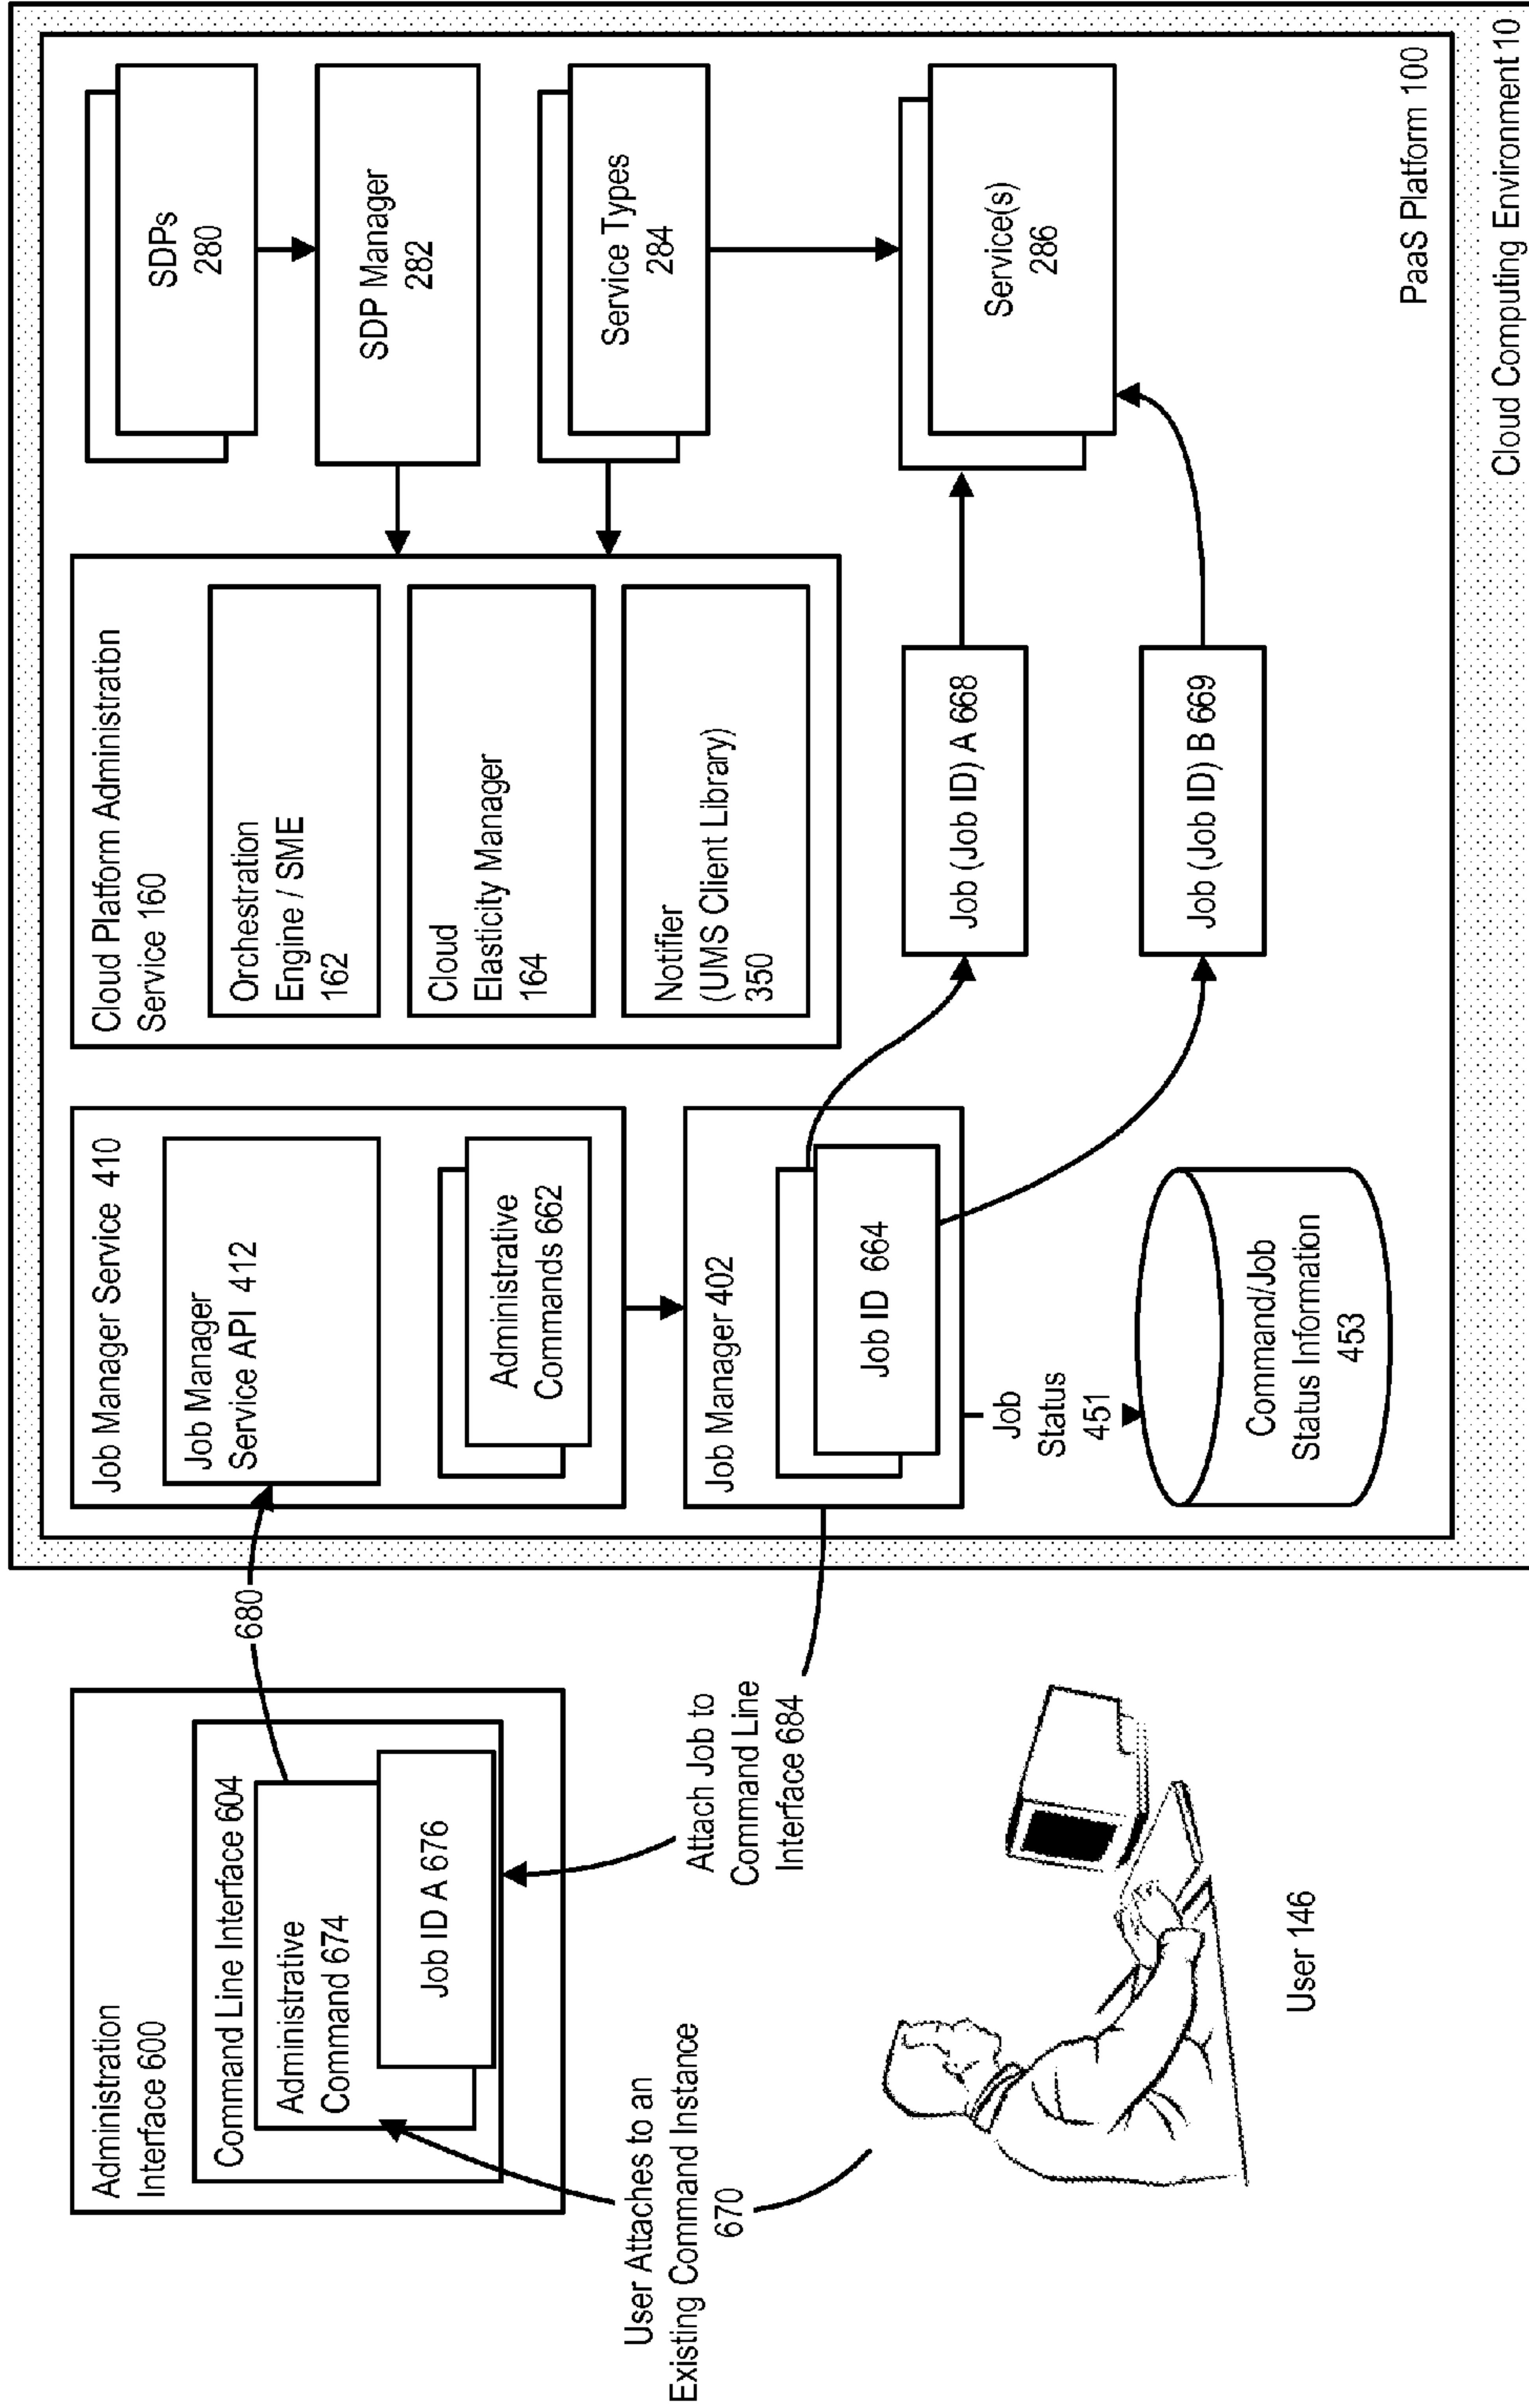 Administration
Interface 600
Command Line Interface 604
Administrative
Command 674
Job ID A 676
680
User Attaches to an
Existing Command Instance
670
Attach Job to
Command Line
Interface 684
User 146
Job Manager Service 410
Job Manager
Service API 412
Administrative
Commands 662
Job Manager 402
Job ID 664
Job
Status
451
Command/Job
Status Information
453
Cloud Platform Administration
Service 160
Orchestration
Engine / SME
162
Cloud
Elasticity Manager
164
Notifier
(UMS Client Library)
350
Job (Job ID) A 668
Job (Job ID) B 669
SDPs
280
SDP Manager
282
Service Types
284
Service(s)
286
PaaS Platform 100
Cloud Computing Environment 10